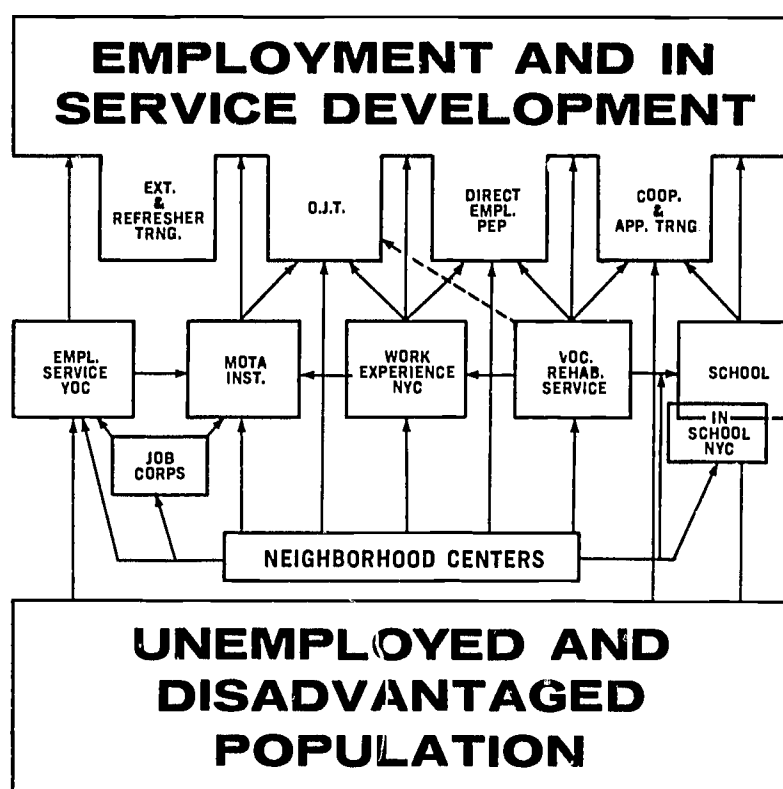 EMPLOYMENT AND IN
SERVICE DEVELOPMENT
EXT.
&
REFRESHER
TRNG.
O.J.T.
DIRECT
EMPL.
PEP
COOP.
&
APP. TRNG
EMPL.
SERVICE
YOC
MOTA
INST.
WORK
EXPERIENCE
NYC
VOC.
REHAB.
SERVICE
SCHOOL
IN
SCHOOL
NYC
JOB
CORPS
NEIGHBORHOOD CENTERS
UNEMPLOYED AND
DISADVANTAGED
POPULATION